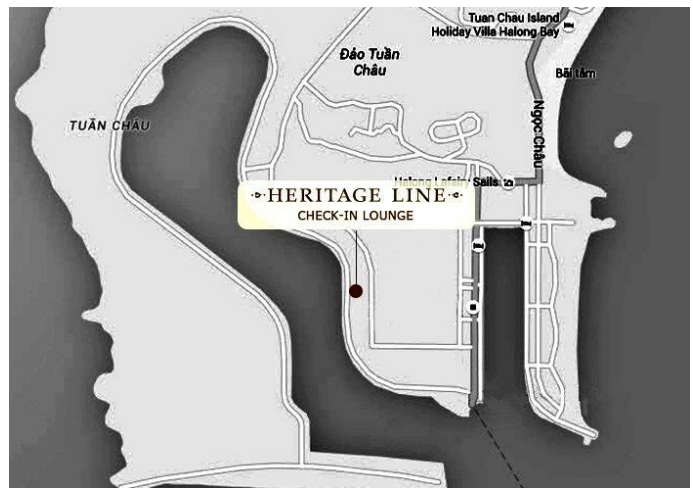 Tuan Chau Island
Holiday Villa Halong Bay
Đảo Tuần
Châu
Bãi tắm
TUẦN CHÂU
Ngọc Châu
Halong Lafairy Sails
HERITAGE LINE
CHECK-IN LOUNGE